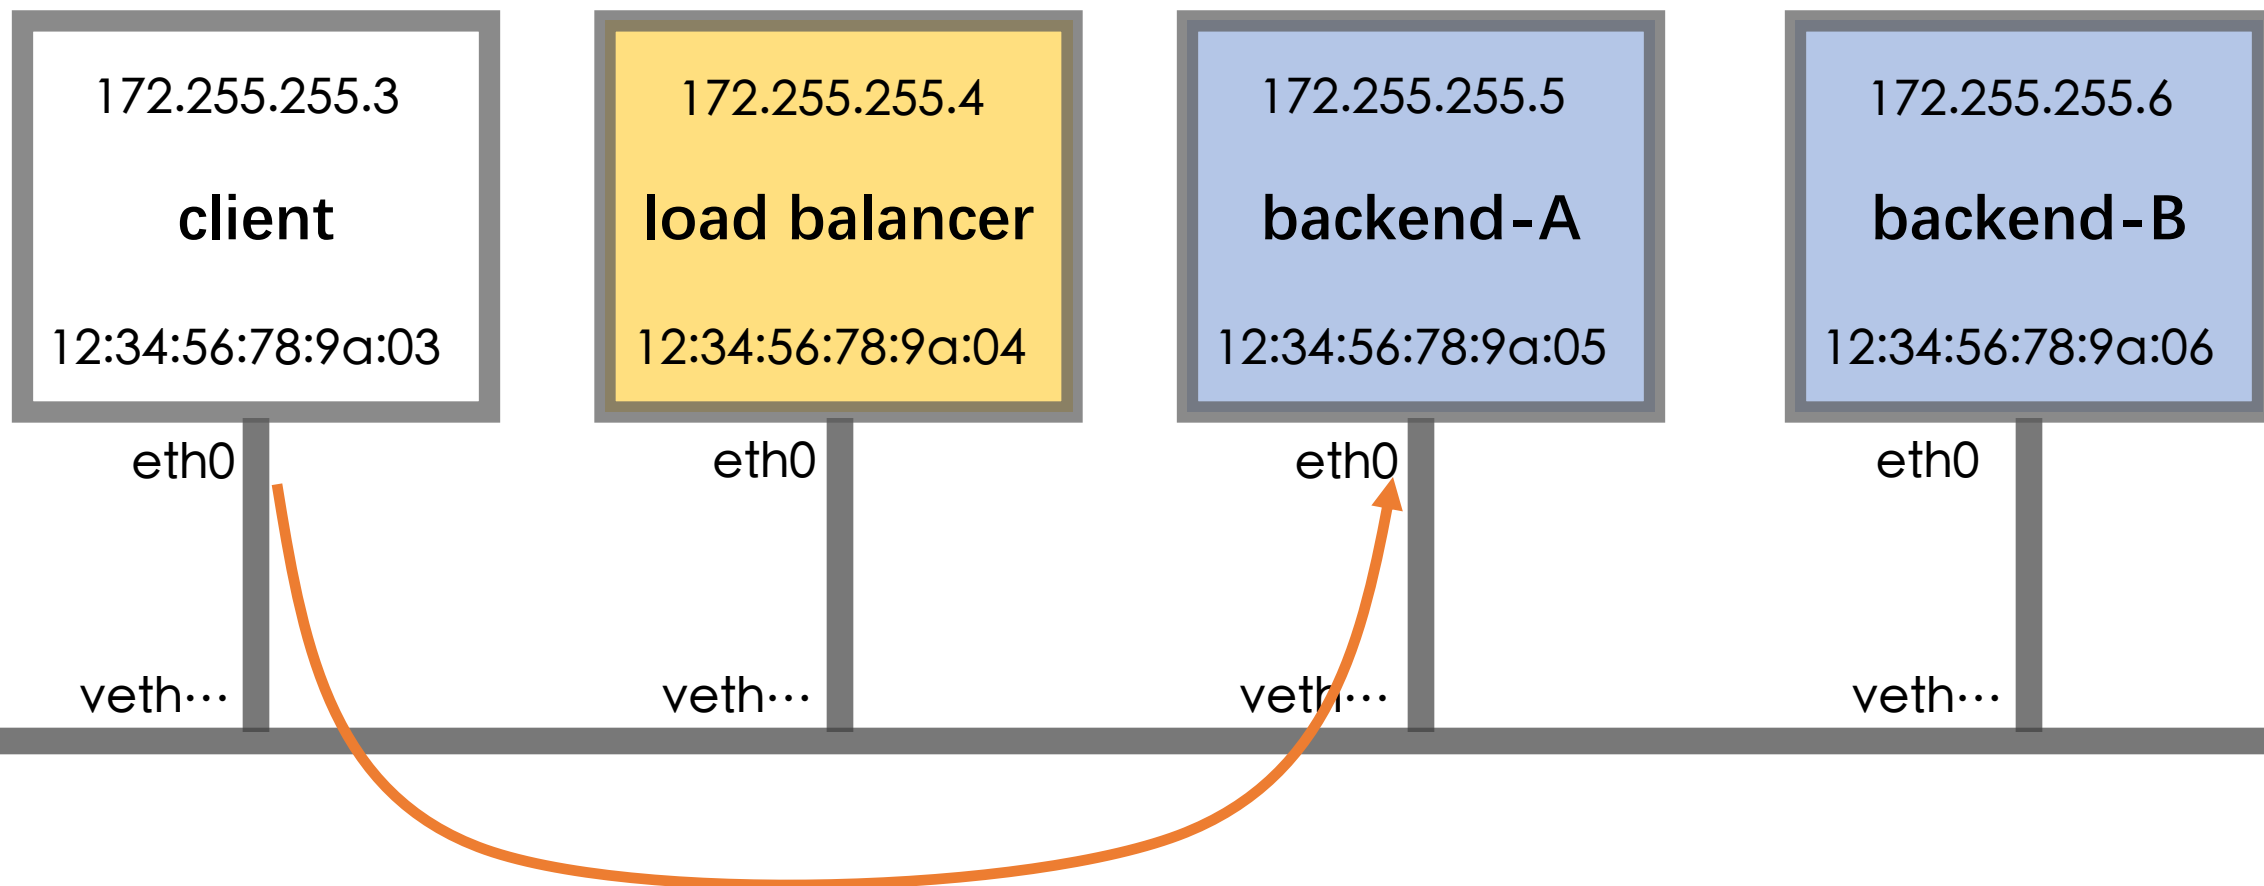 172.255.255.3
client
12:34:56:78:9a:03
eth0
veth⋯
172.255.255.4
load balancer
12:34:56:78:9a:04
eth0
veth⋯
172.255.255.5
backend-A
12:34:56:78:9a:05
eth0
veth⋯
172.255.255.6
backend-B
12:34:56:78:9a:06
eth0
veth⋯